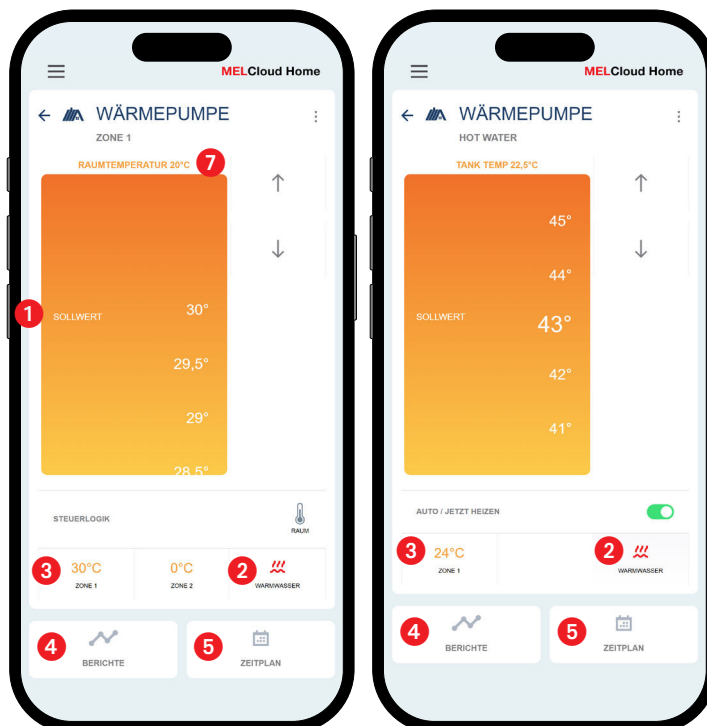 MELCloud Home
WÄRMEPUMPE
ZONE 1
RAUMTEMPERATUR 20°C 7
1 SOLLWERT 30°
29,5°
29°
28,5°
STEUERLOGIK
RAUM
3 30°C 0°C 2
ZONE 1 ZONE 2 WARMWASSER
4 5
BERICHTE ZEITPLAN
MELCloud Home
WÄRMEPUMPE
HOT WATER
TANK TEMP 22,5°C
45°
44°
SOLLWERT 43°
42°
41°
AUTO / JETZT HEIZEN
3 24°C 2
ZONE 1 WARMWASSER
4 5
BERICHTE ZEITPLAN